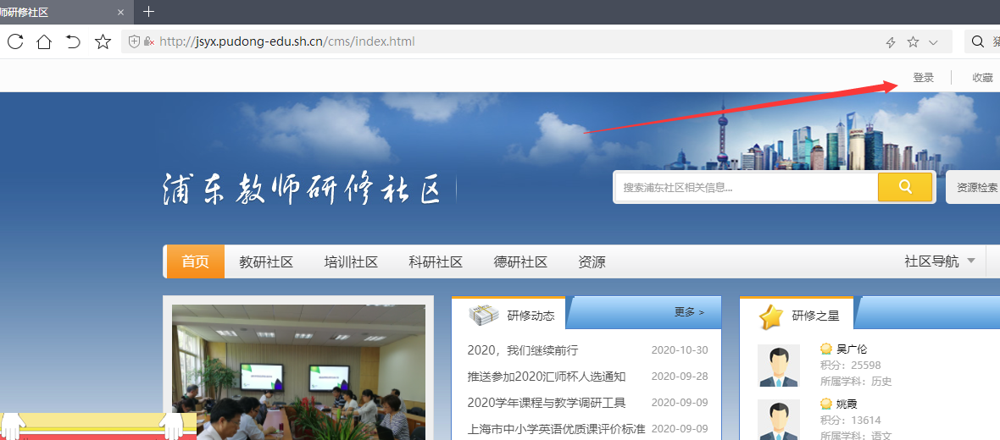 师研修社区
http://jsyx.pudong-edu.sh.cn/cms/index.html
登录
收藏
浦东教师研修社区
搜索浦东社区相关信息...
资源检索
首页
教研社区
培训社区
科研社区
德研社区
资源
社区导航
研修动态
更多 >
2020，我们继续前行 2020-10-30
推送参加2020汇师杯人选通知 2020-09-28
2020学年课程与教学调研工具 2020-09-09
上海市中小学英语优质课评价标准 2020-09-09
研修之星
吴广伦
积分：25598
所属学科：历史
姚霞
积分：13614
所属学科：语文